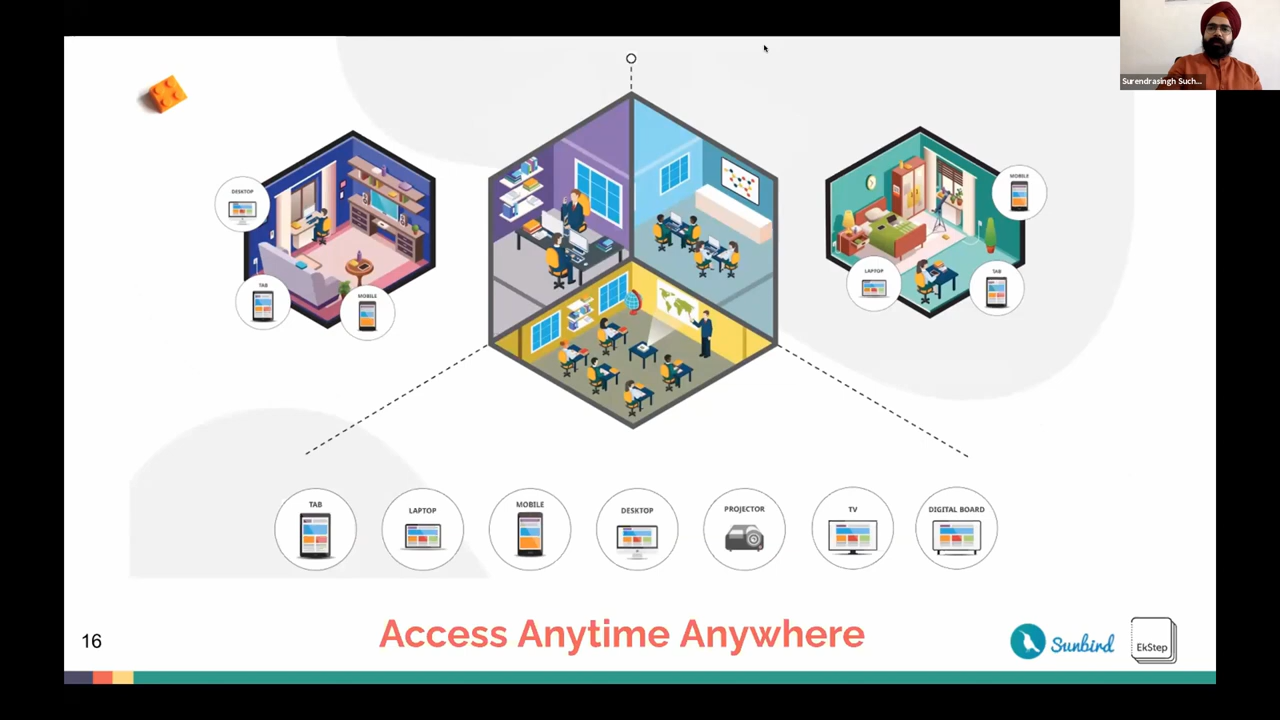 Surendrasingh Such...
DESKTOP
TAB
MOBILE
MOBILE
LAPTOP
TAB
TAB
LAPTOP
MOBILE
DESKTOP
PROJECTOR
TV
DIGITAL BOARD
16
Access Anytime Anywhere
Sunbird
EkStep